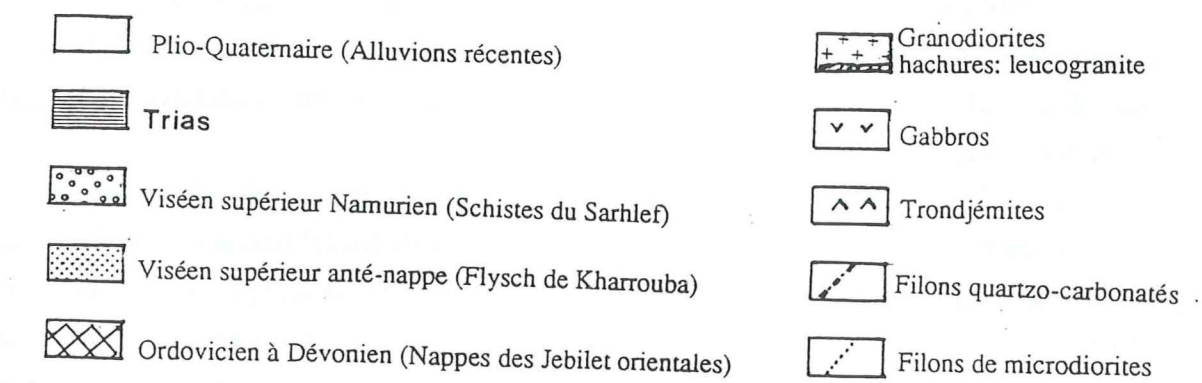 Plio-Quaternaire (Alluvions récentes)
Trias
Viséen supérieur Namurien (Schistes du Sarhlef)
Viséen supérieur anté-nappe (Flysch de Kharrouba)
Ordovicien à Dévonien (Nappes des Jebilet orientales)
Granodiorites
hachures: leucogranite
Gabbros
Trondjémites
Filons quartzo-carbonatés
Filons de microdiorites